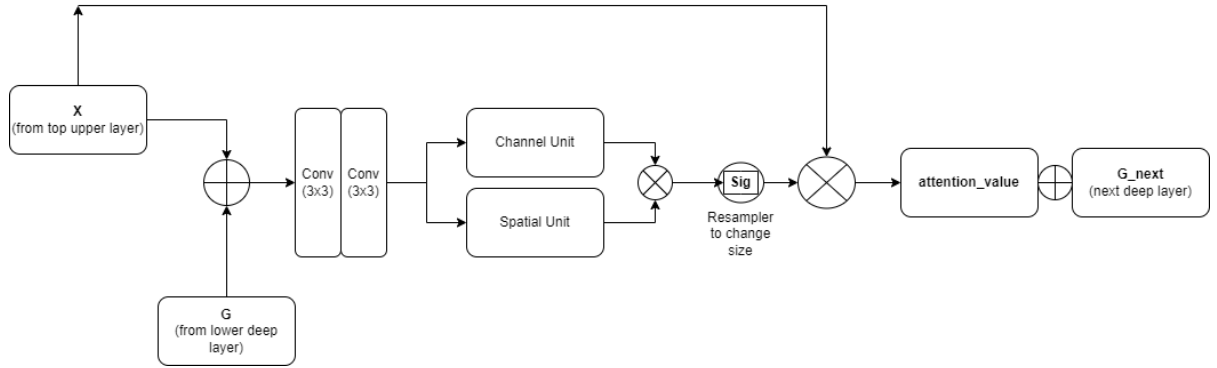 X
(from top upper layer)
G
(from lower deep
layer)
Conv
(3x3)
Conv
(3x3)
Channel Unit
Spatial Unit
Sig
Resampler
to change
size
attention_value
G_next
(next deep layer)